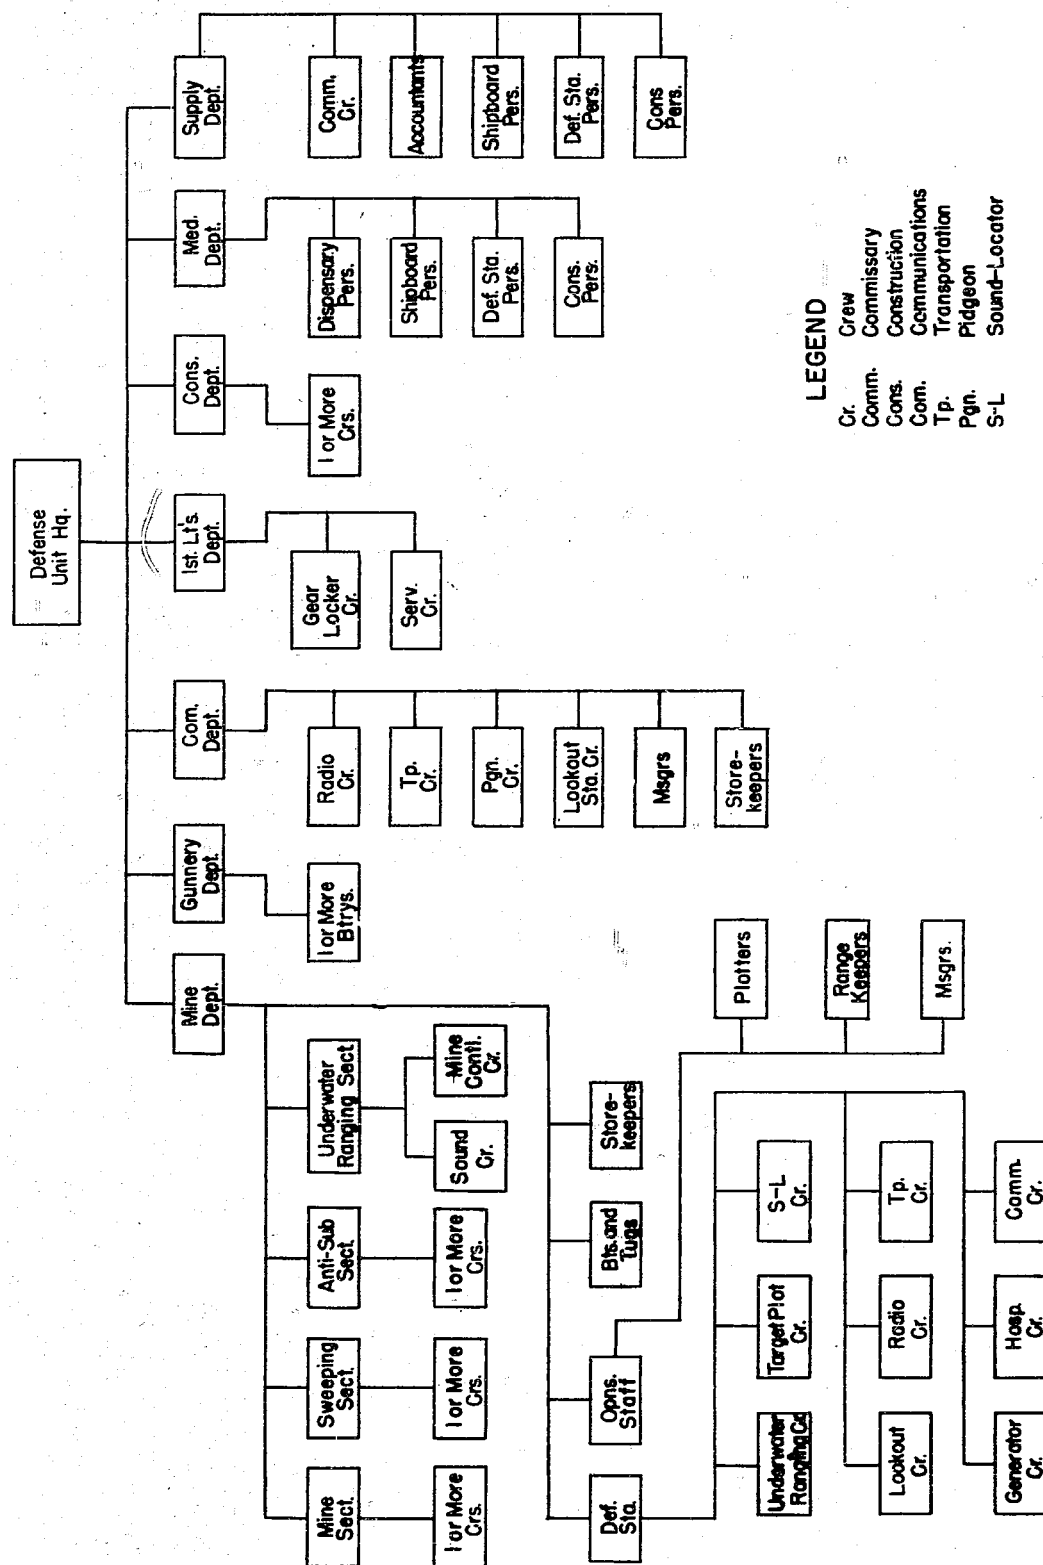 Defense
Unit Hq.
Mine
Dept.
Gunnery
Dept.
Com.
Dept.
1st. Lt's.
Dept.
Cons.
Dept.
Med.
Dept.
Supply
Dept.
Mine
Sect.
Sweeping
Sect.
Anti-Sub
Sect.
Underwater
Ranging Sect.
1 or More
Btrys.
Radio
Cr.
Gear
Locker
Cr.
1 or More
Crs.
Dispensary
Pers.
Comm.
Cr.
1 or More
Crs.
1 or More
Crs.
1 or More
Crs.
Sound
Cr.
Mine
Contl.
Cr.
Tp.
Cr.
Serv.
Cr.
Shipboard
Pers.
Accountants
Pgn.
Cr.
Def. Sta.
Pers.
Shipboard
Pers.
Def.
Sta.
Opns.
Staff
Bts. and
Tugs
Store-
keepers
Lookout
Sta. Cr.
Cons.
Pers.
Def. Sta.
Pers.
Msgrs
Cons
Pers.
Store-
keepers
Plotters
Underwater
Ranging Cr.
Target Plot
Cr.
S-L
Cr.
Range
Keepers
Lookout
Cr.
Radio
Cr.
Tp.
Cr.
Msgrs.
Generator
Cr.
Hosp.
Cr.
Comm.
Cr.
LEGEND
Cr. Crew
Comm. Commissary
Cons. Construction
Com. Communications
Tp. Transportation
Pgn. Pidgeon
S-L Sound-Locator